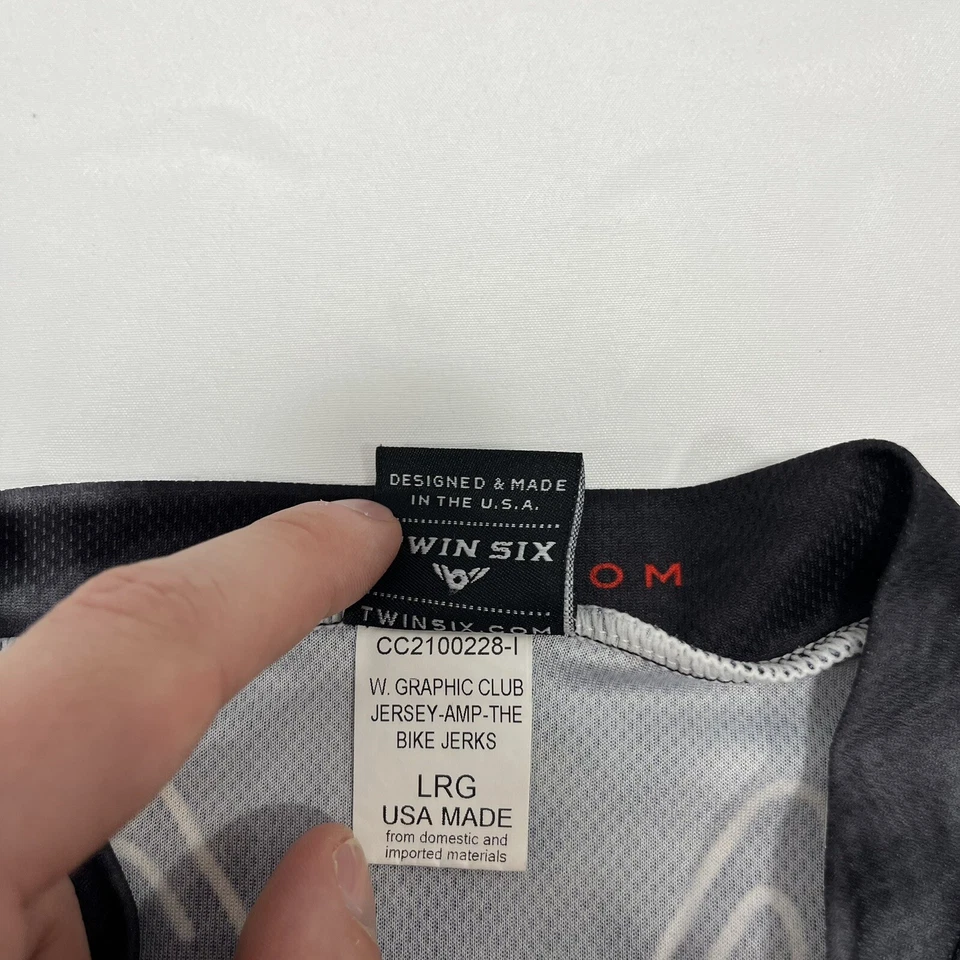 DESIGNED & MADE
IN THE U.S.A.
WIN SIX
OM
TWINSIX.COM
CC2100228-I
W. GRAPHIC CLUB
JERSEY-AMP-THE
BIKE JERKS
LRG
USA MADE
from domestic and
imported materials